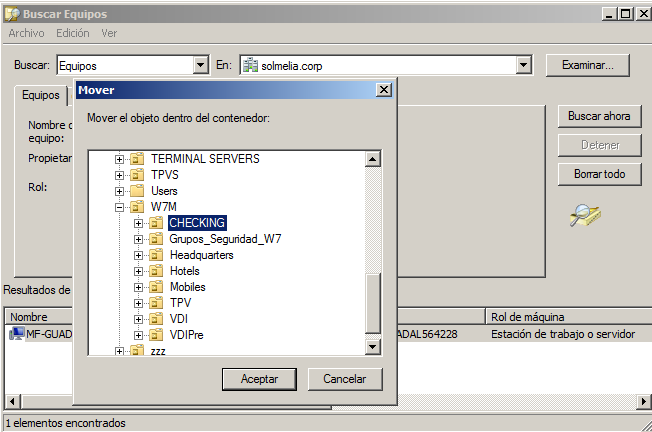 Buscar Equipos
Archivo Edición Ver
Buscar: Equipos En: solmelia.corp Examinar...
Mover
Mover el objeto dentro del contenedor:
TERMINAL SERVERS
TPVS
Users
W7M
CHECKING
Grupos_Seguridad_W7
Headquarters
Hotels
Mobiles
TPV
VDI
VDIPre
zzz
Aceptar Cancelar
Equipos
Nombre
equipo:
Rol:
Buscar ahora
Detener
Borrar todo
Resultados de
Nombre Rol de máquina
MF-GUAD ADAL564228 Estación de trabajo o servidor
1 elementos encontrados